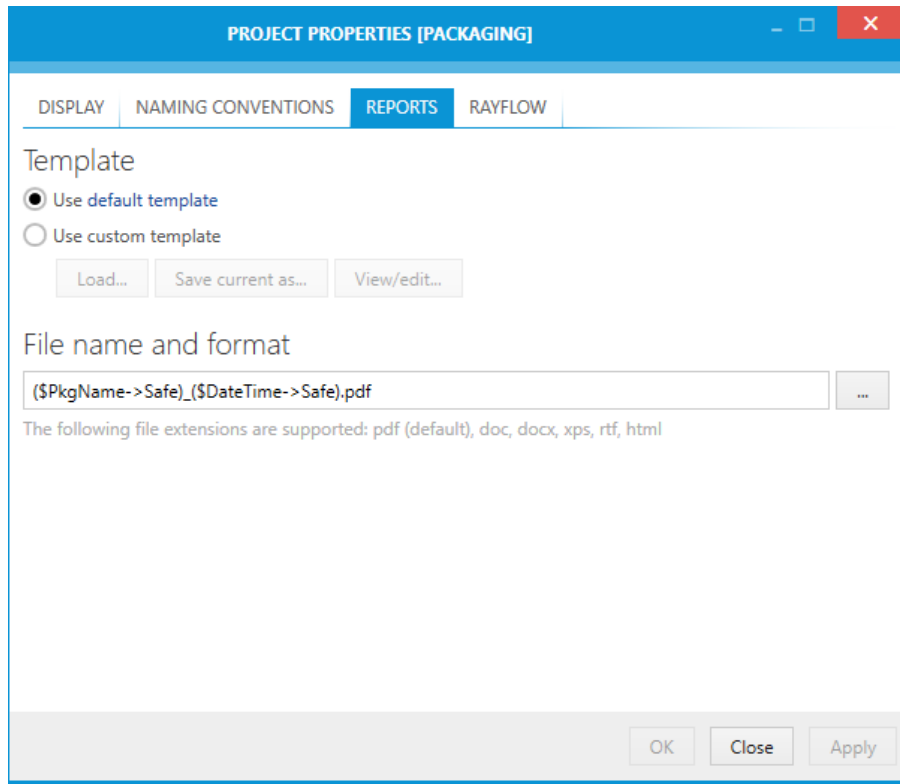 PROJECT PROPERTIES [PACKAGING]
DISPLAY NAMING CONVENTIONS REPORTS RAYFLOW
Template
Use default template
Use custom template
Load... Save current as... View/edit...
File name and format
($PkgName->Safe)_($DateTime->Safe).pdf ...
The following file extensions are supported: pdf (default), doc, docx, xps, rtf, html
OK Close Apply